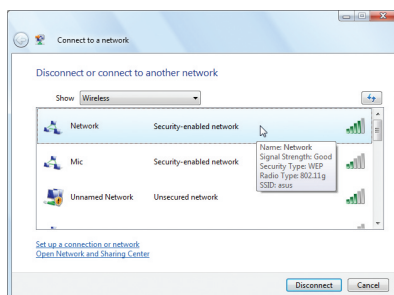 Connect to a network
Disconnect or connect to another network
Show Wireless
Network Security-enabled network
Name: Network
Signal Strength: Good
Security Type: WEP
Radio Type: 802.11g
SSID: asus
Mic Security-enabled network
Unnamed Network Unsecured network
Set up a connection or network
Open Network and Sharing Center
Disconnect Cancel